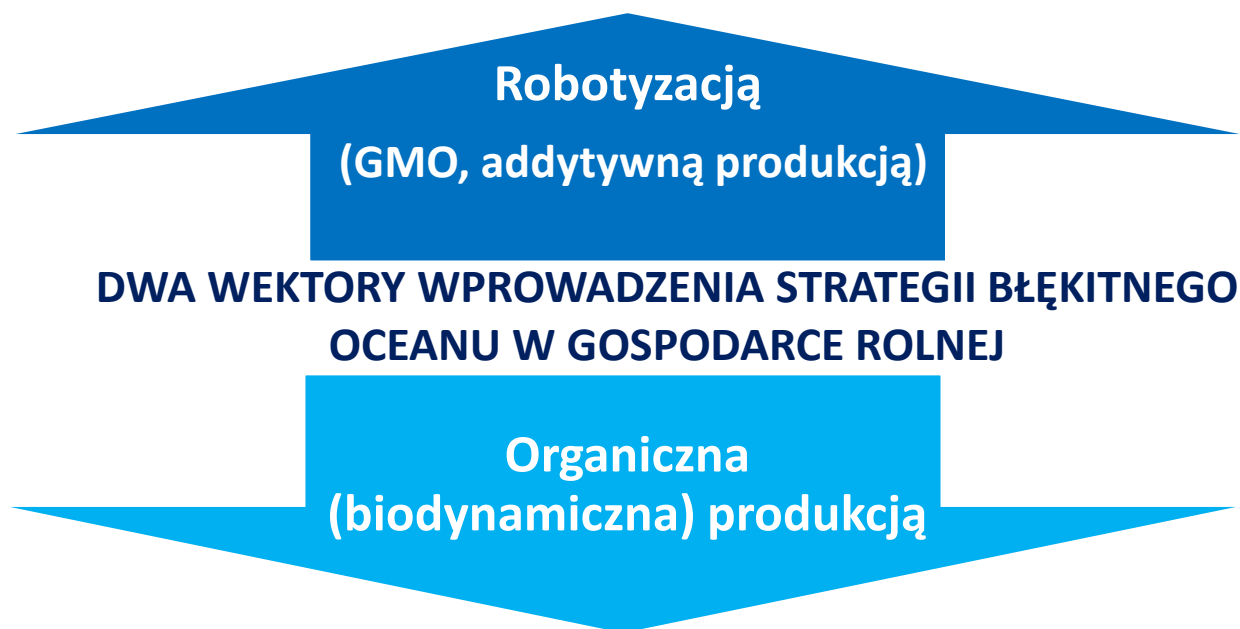 Robotyzacją
(GMO, addytywną produkcją)
DWA WEKTORY WPROWADZENIA STRATEGII BŁĘKITNEGO
OCEANU W GOSPODARCE ROLNEJ
Organiczna
(biodynamiczna) produkcją